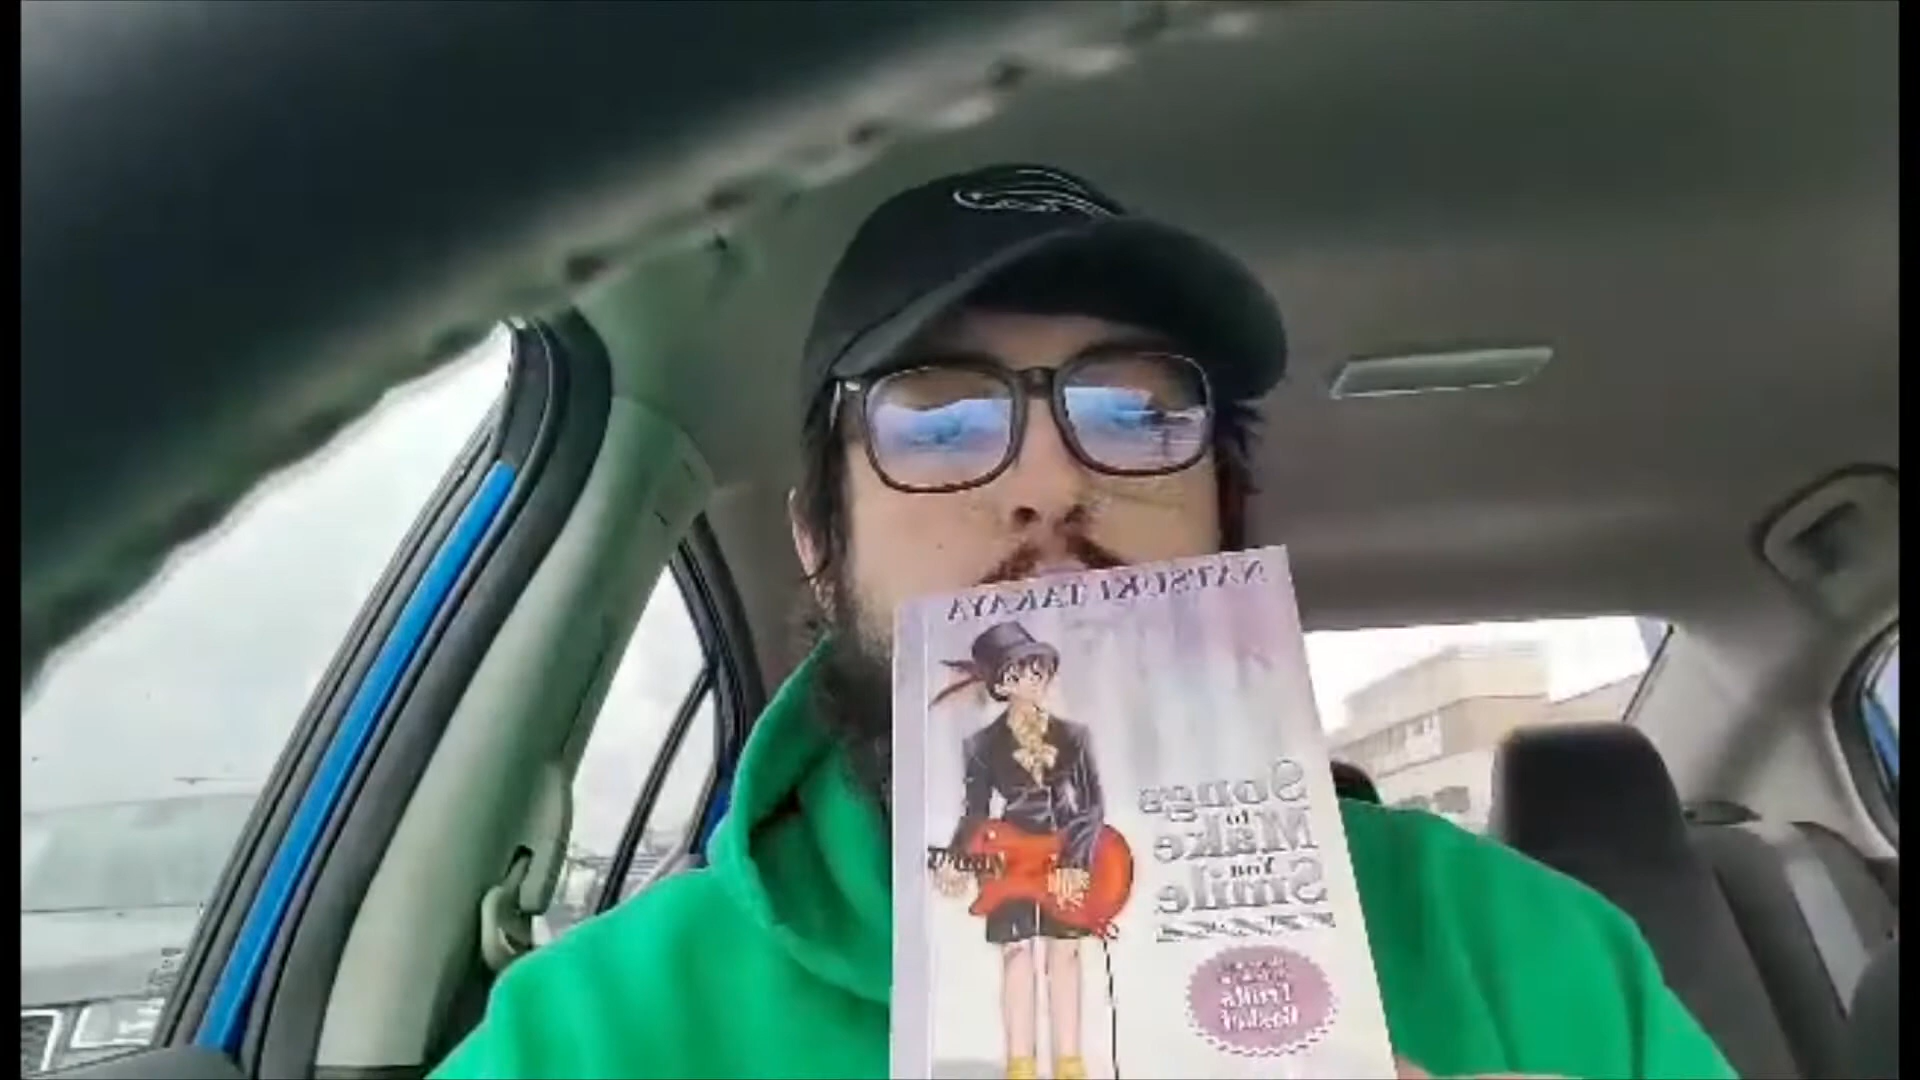 NATSUKI TAKAYA
Songs
to
Make
You
Smile
Fruits
Basket